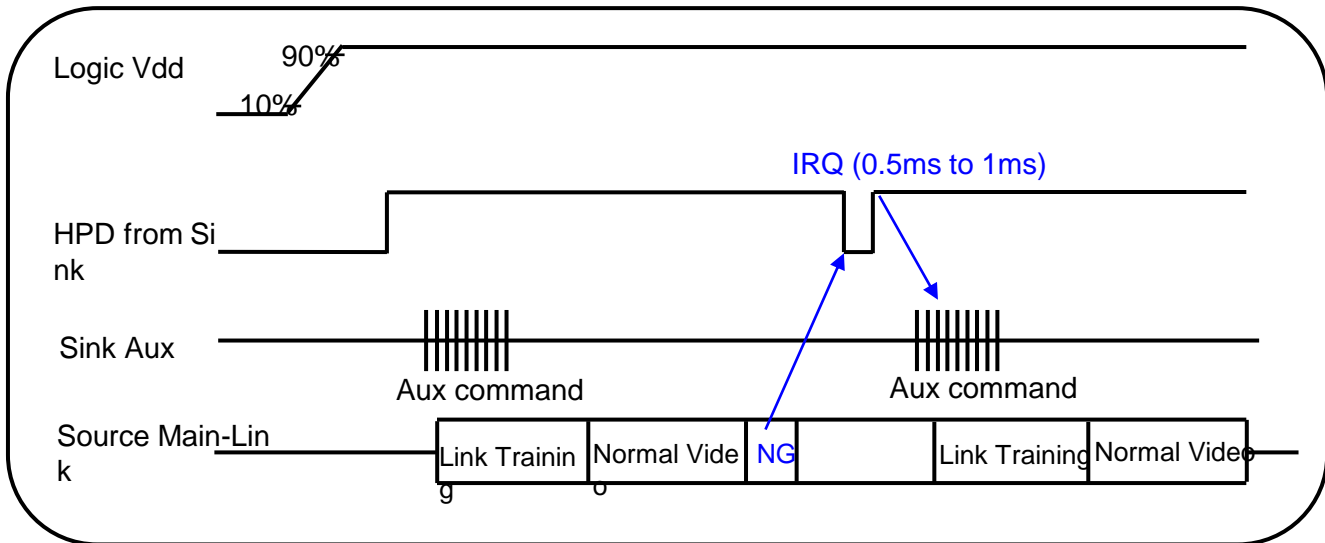 90%
Logic Vdd
10%
IRQ (0.5ms to 1ms)
HPD from Si
nk
Sink Aux
Aux command
Aux command
Source Main-Lin
k
Link Trainin
g
Normal Vide
o
NG
Link Training
Normal Video